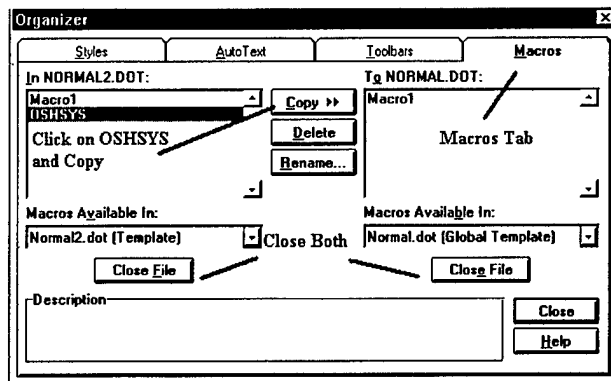 Organizer
Styles
AutoText
Toolbars
Macros
In NORMAL2.DOT:
To NORMAL.DOT:
Macro1
OSHSYS
Click on OSHSYS
and Copy
Copy ►►
Delete
Rename...
Macro1
Macros Tab
Macros Available In:
Macros Available In:
Normal2.dot (Template)
Close Both
Normal.dot (Global Template)
Close File
Close File
Description
Close
Help